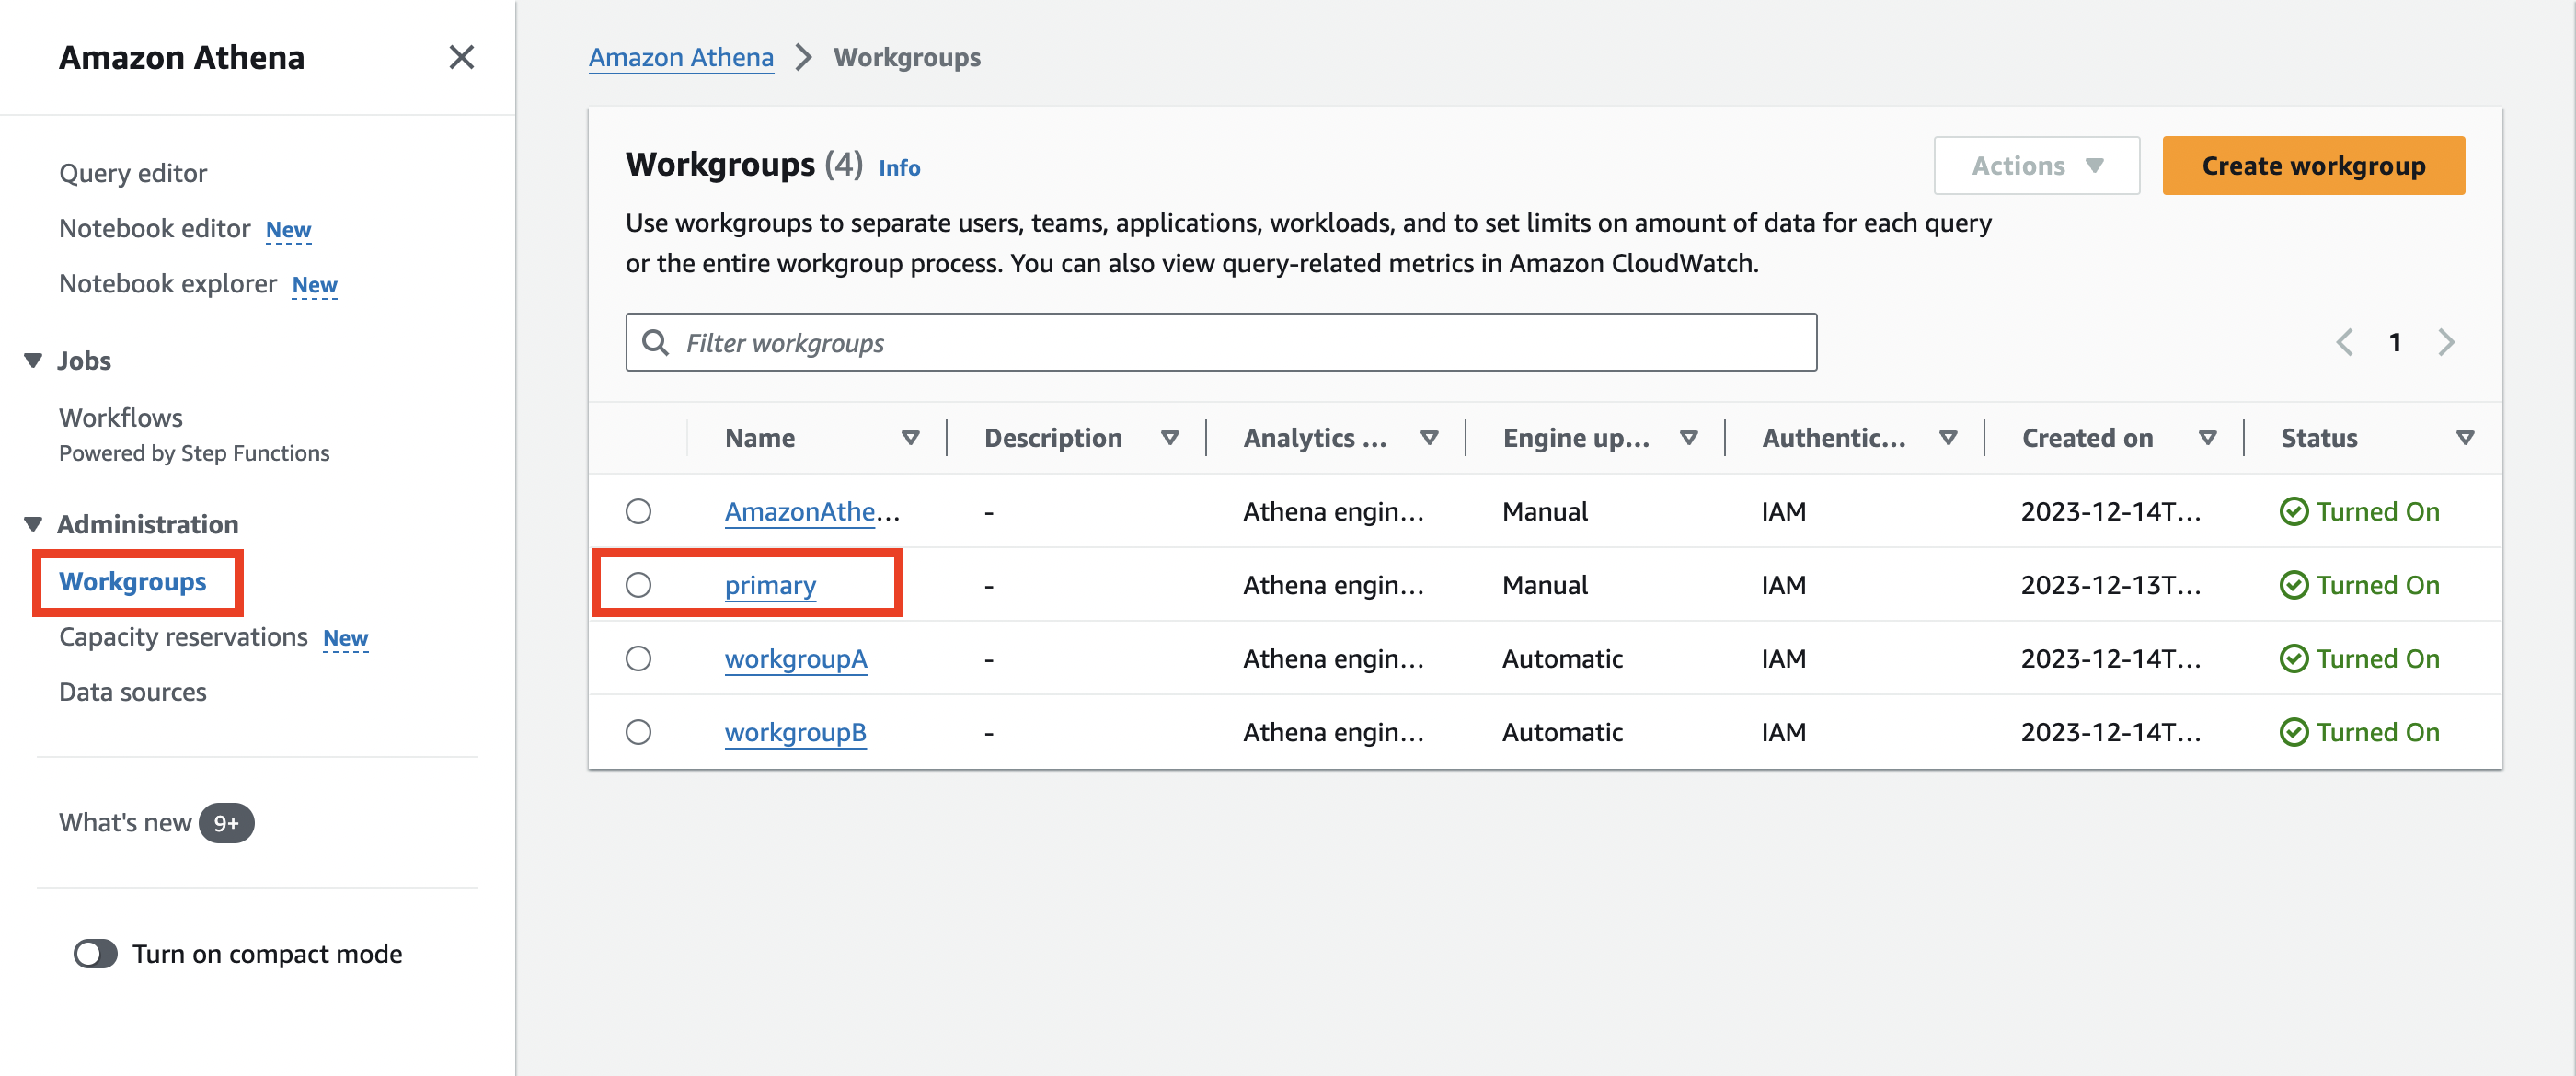 Amazon Athena
Query editor
Notebook editor New
Notebook explorer New
Jobs
Workflows
Powered by Step Functions
Administration
Workgroups
Capacity reservations New
Data sources
What's new 9+
Turn on compact mode
Amazon Athena > Workgroups
Workgroups (4) Info
Actions
Create workgroup
Use workgroups to separate users, teams, applications, workloads, and to set limits on amount of data for each query
or the entire workgroup process. You can also view query-related metrics in Amazon CloudWatch.
Filter workgroups
1
Name Description Analytics ... Engine up... Authentic... Created on Status
AmazonAthe... - Athena engin... Manual IAM 2023-12-14T... Turned On
primary - Athena engin... Manual IAM 2023-12-13T... Turned On
workgroupA - Athena engin... Automatic IAM 2023-12-14T... Turned On
workgroupB - Athena engin... Automatic IAM 2023-12-14T... Turned On